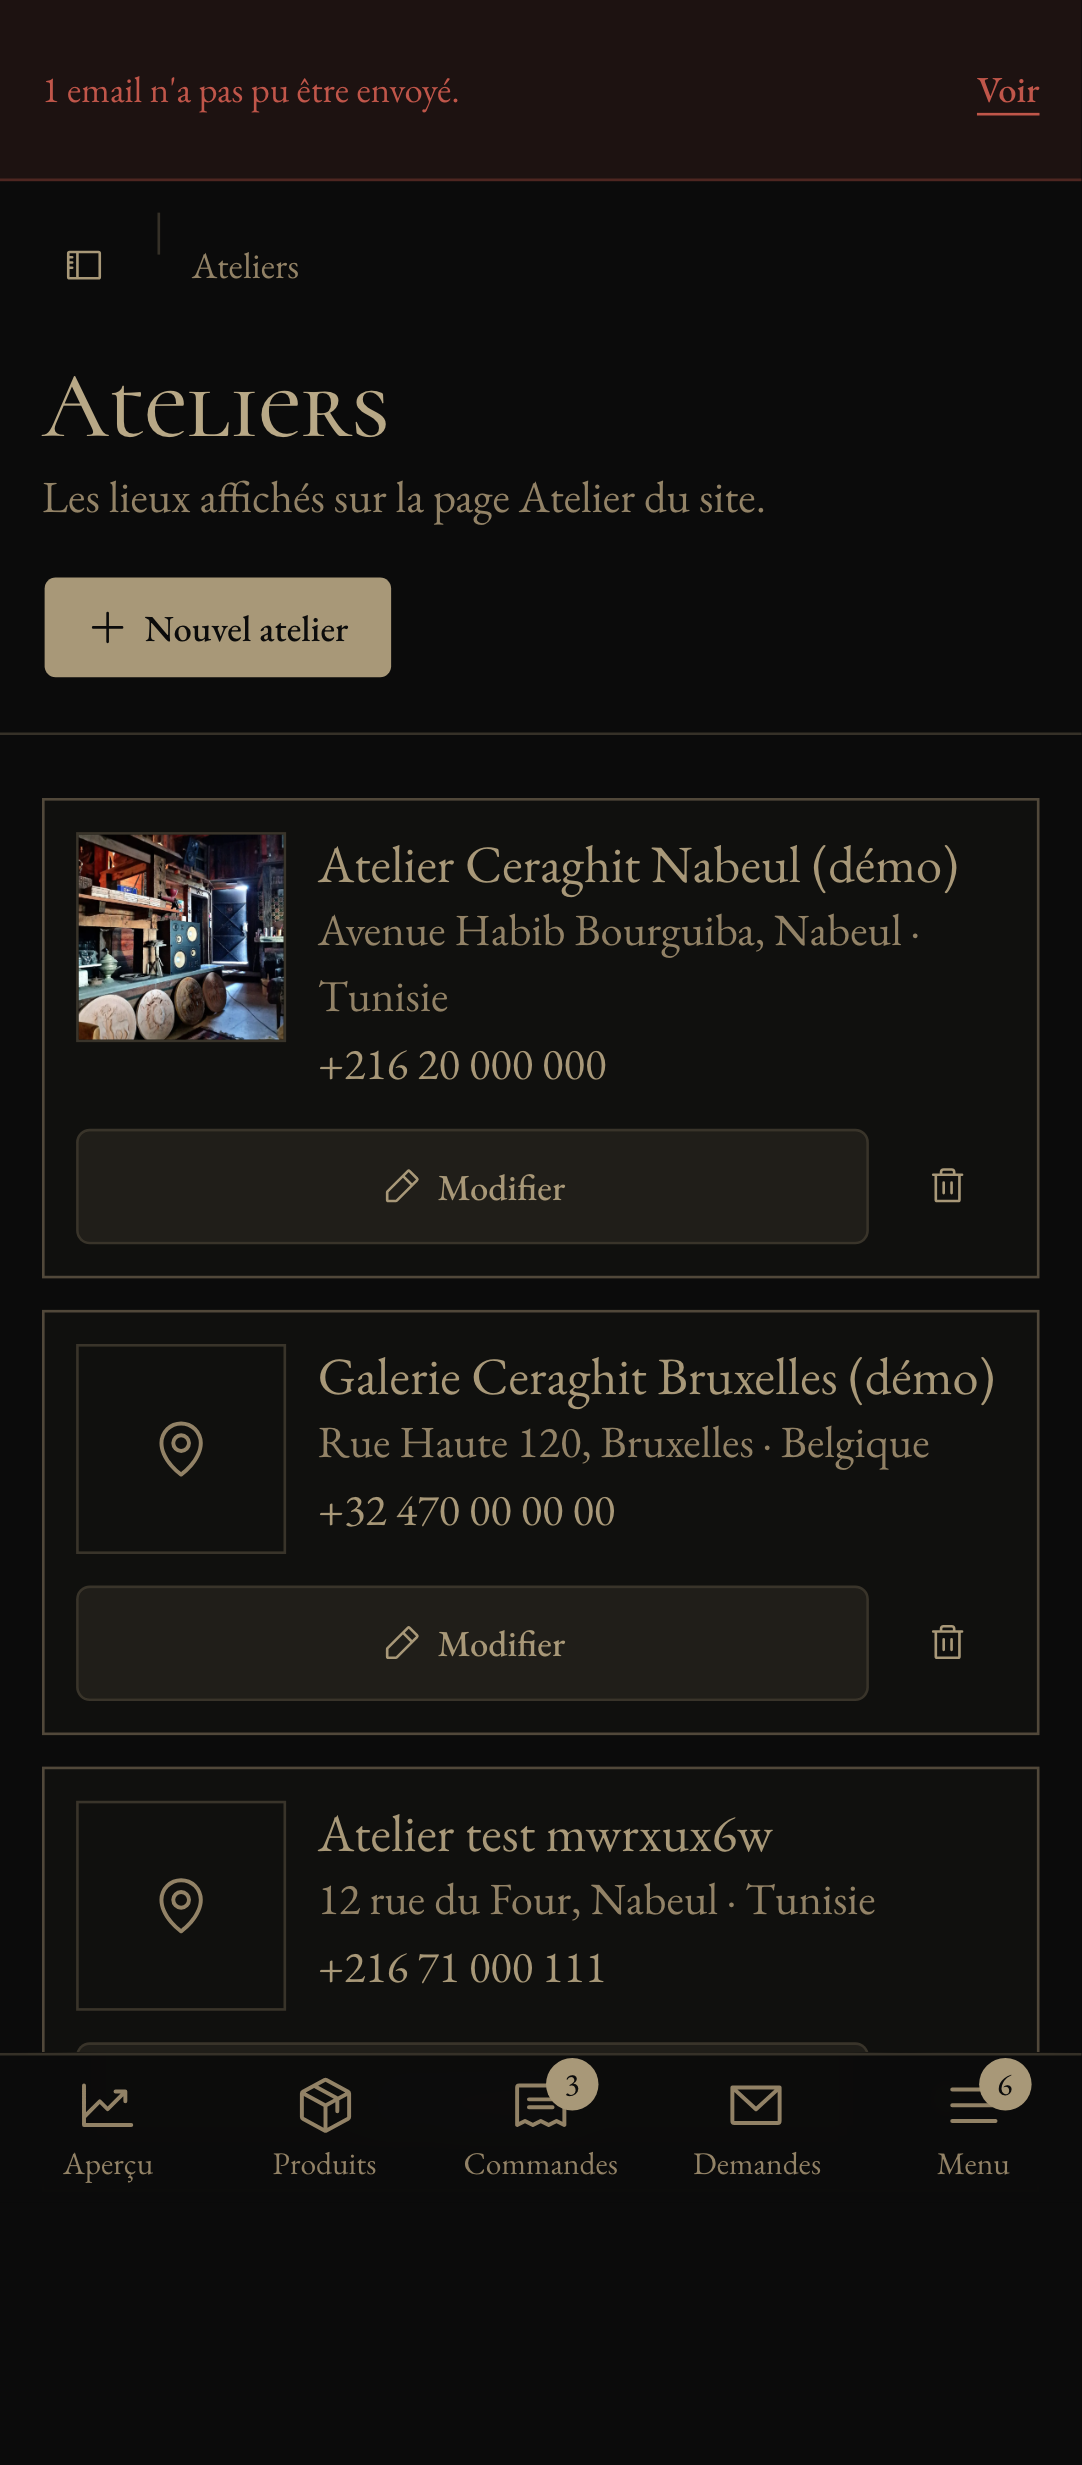 1 email n'a pas pu être envoyé.
Voir
Ateliers
Ateliers
Les lieux affichés sur la page Atelier du site.
Nouvel atelier
Atelier Ceraghit Nabeul (démo)
Avenue Habib Bourguiba, Nabeul ·
Tunisie
+216 20 000 000
Modifier
Galerie Ceraghit Bruxelles (démo)
Rue Haute 120, Bruxelles · Belgique
+32 470 00 00 00
Modifier
Atelier test mwrxux6w
12 rue du Four, Nabeul · Tunisie
+216 71 000 111
3
6
Aperçu
Produits
Commandes
Demandes
Menu